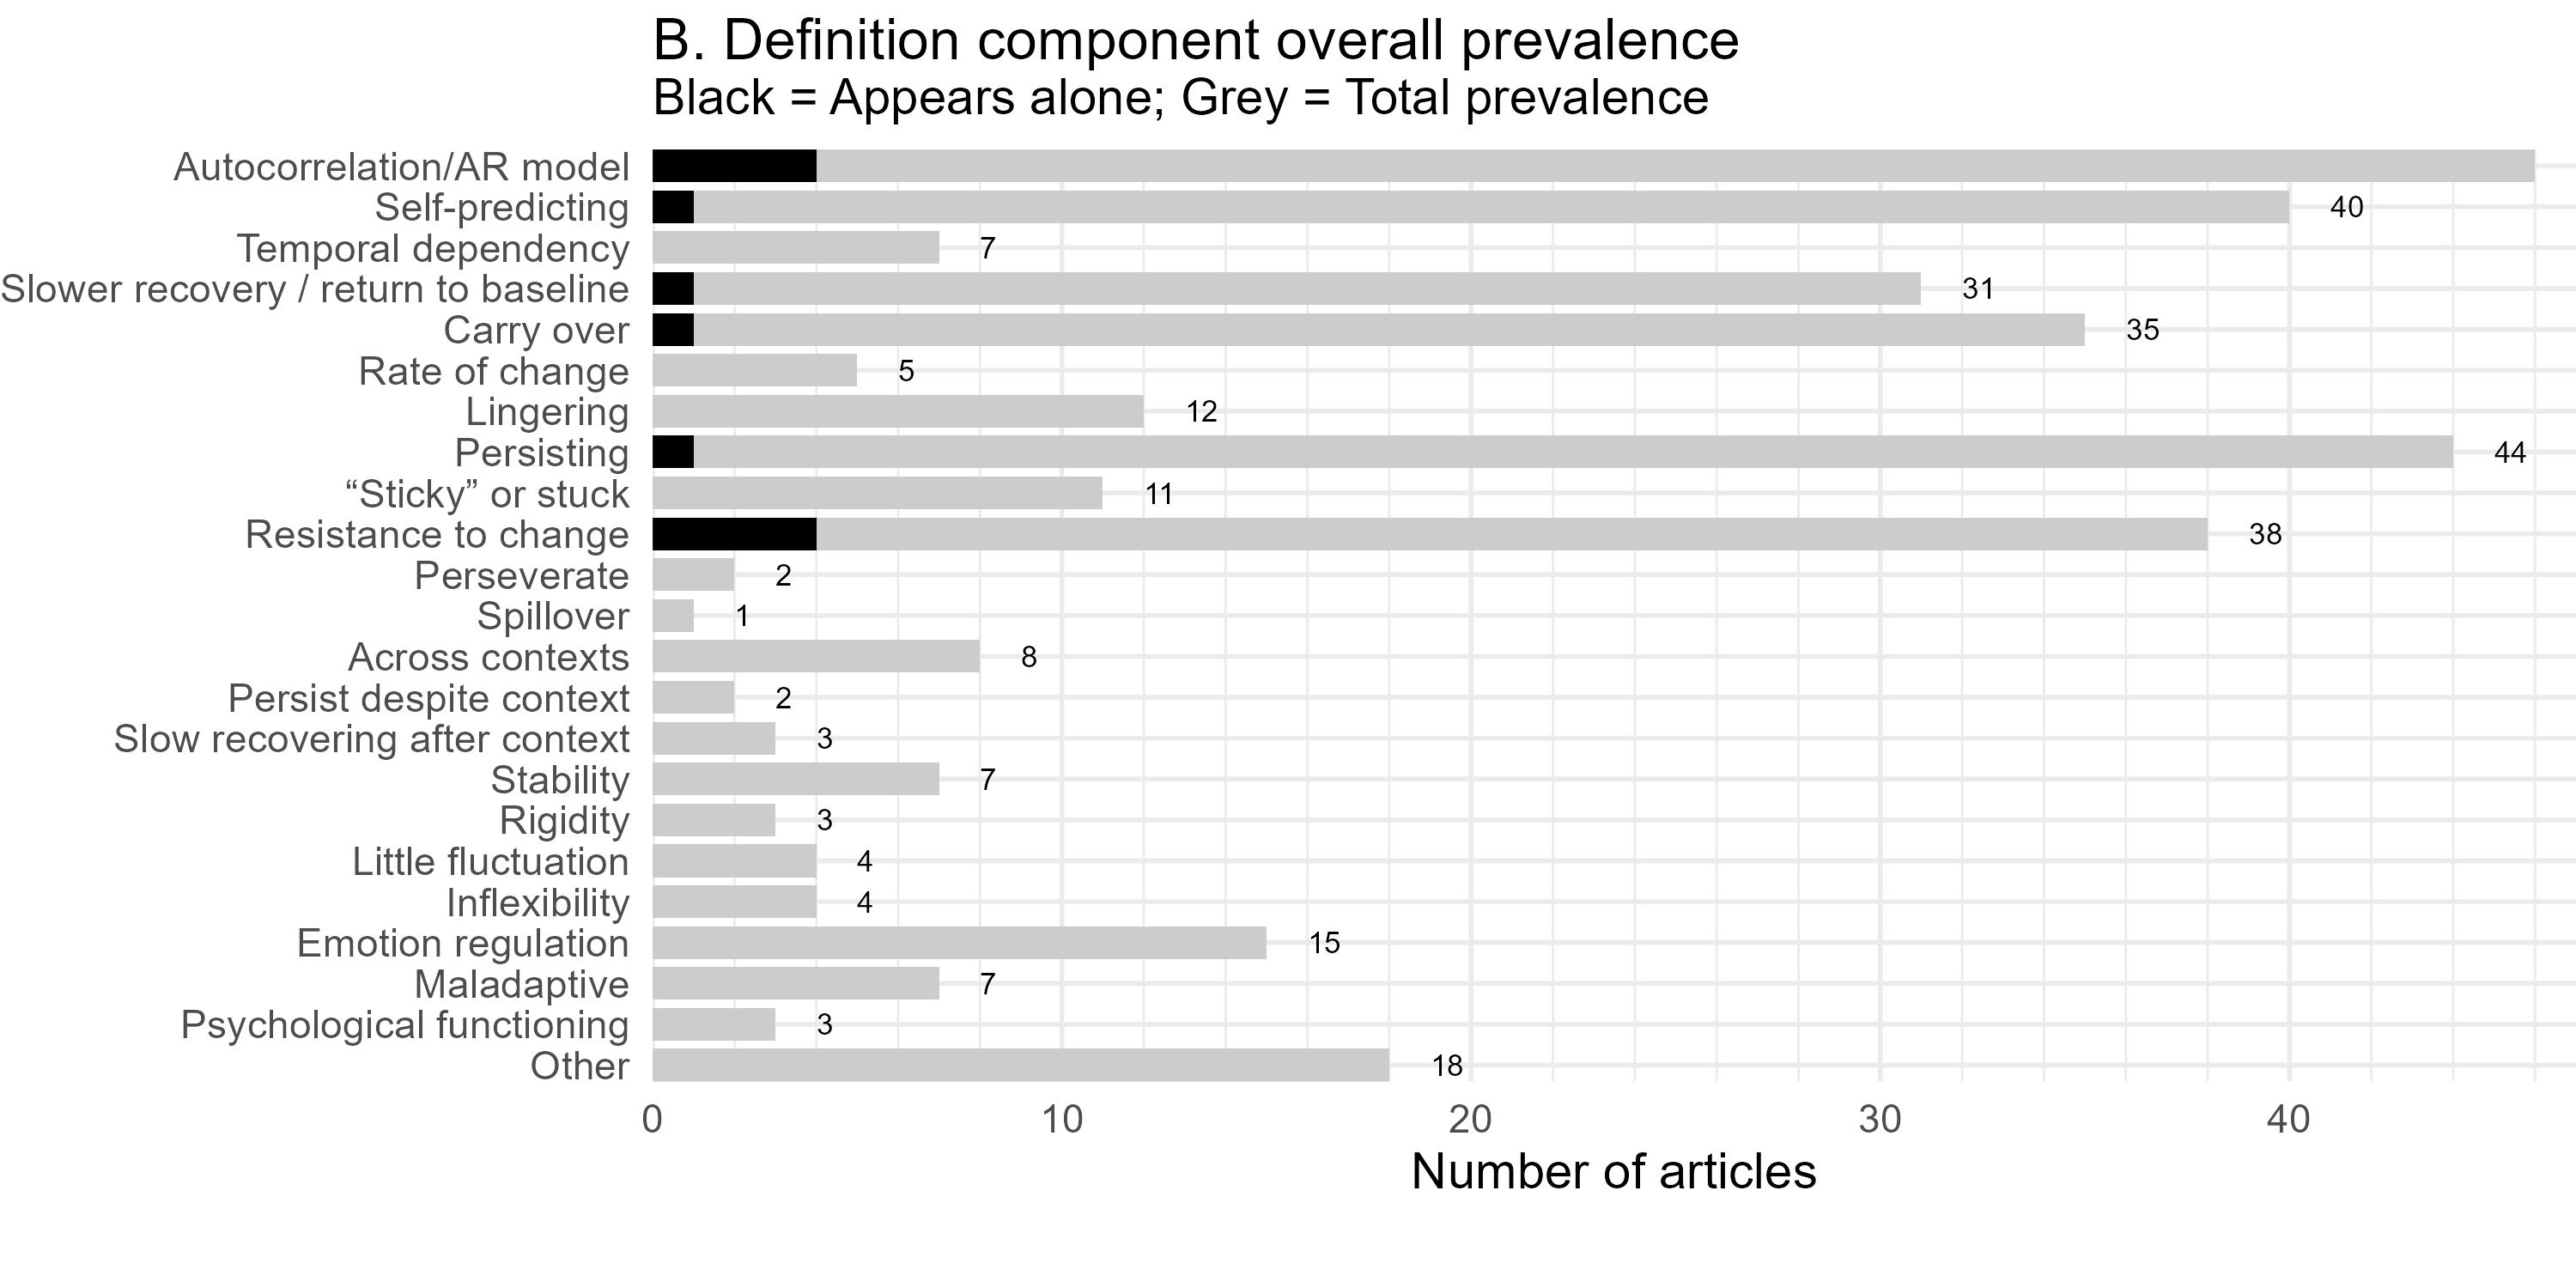 B. Definition component overall prevalence
Black = Appears alone; Grey = Total prevalence
Autocorrelation/AR model
Self-predicting 40
Temporal dependency 7
Slower recovery / return to baseline 31
Carry over 35
Rate of change 5
Lingering 12
Persisting 44
“Sticky” or stuck 11
Resistance to change 38
Perseverate 2
Spillover 1
Across contexts 8
Persist despite context 2
Slow recovering after context 3
Stability 7
Rigidity 3
Little fluctuation 4
Inflexibility 4
Emotion regulation 15
Maladaptive 7
Psychological functioning 3
Other 18
0 10 20 30 40
Number of articles